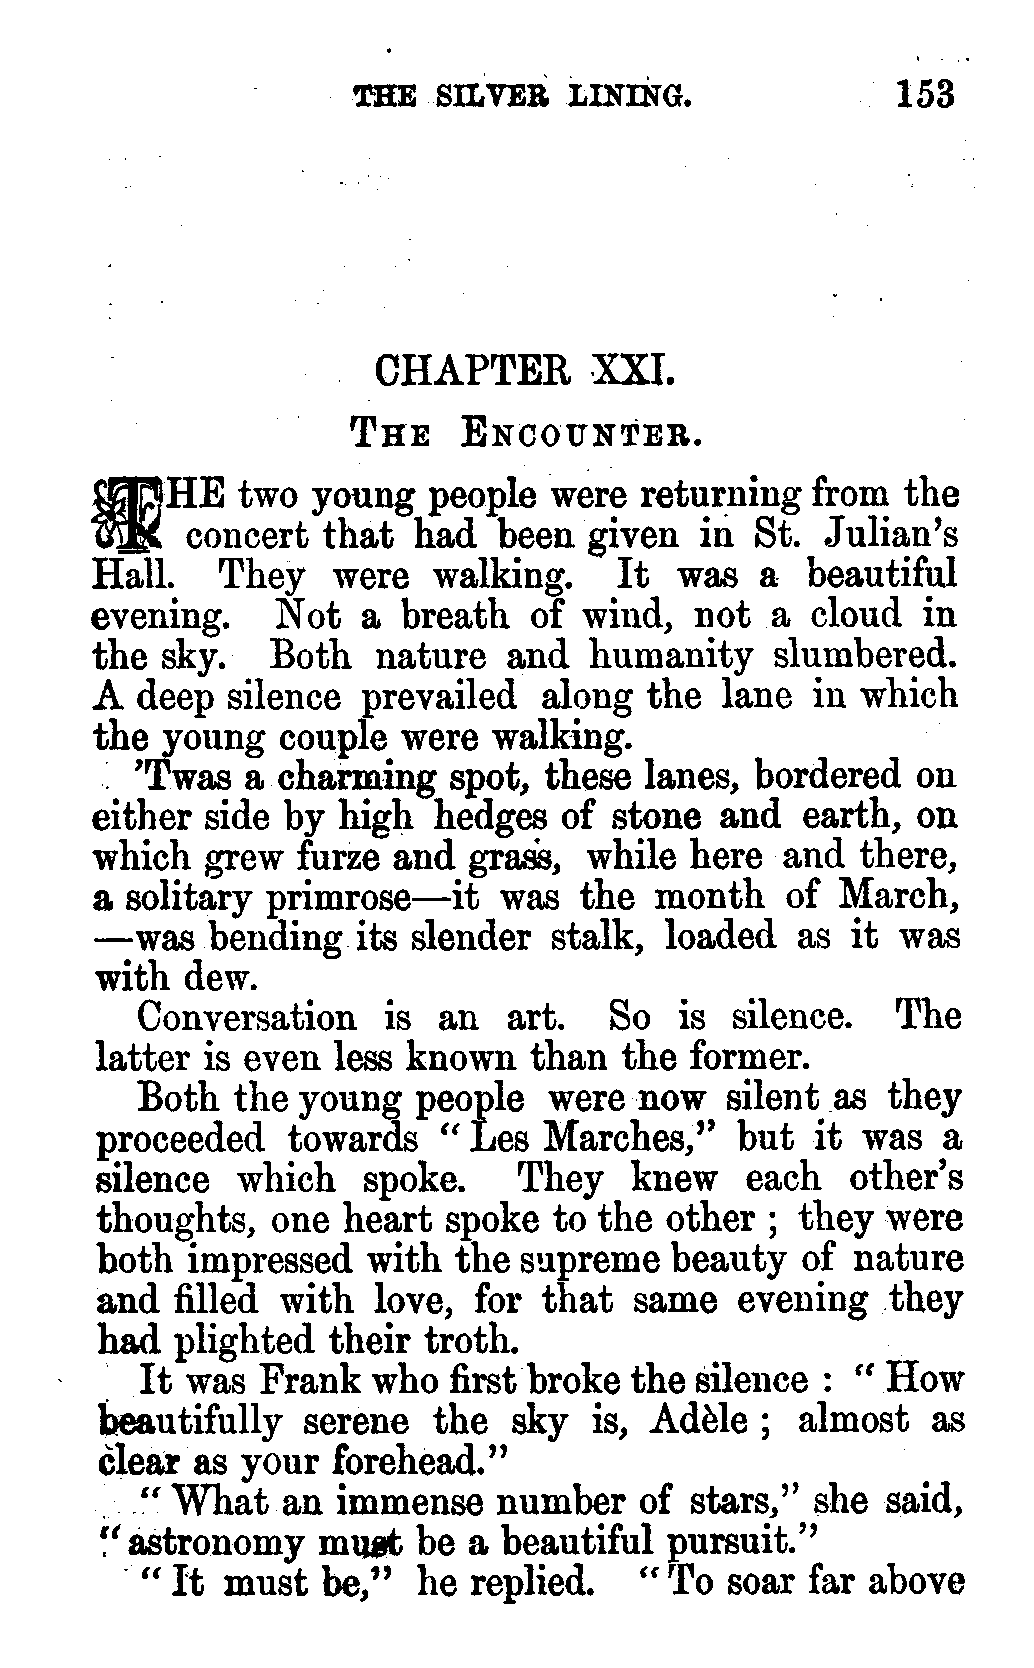 THE SILVER LINING. 153
CHAPTER XXI.
THE ENCOUNTER.
THE two young people were returning from the
concert that had been given in St. Julian's
Hall. They were walking. It was a beautiful
evening. Not a breath of wind, not a cloud in
the sky. Both nature and humanity slumbered.
A deep silence prevailed along the lane in which
the young couple were walking.
'Twas a charming spot, these lanes, bordered on
either side by high hedges of stone and earth, on
which grew furze and grass, while here and there,
a solitary primrose—it was the month of March,
—was bending its slender stalk, loaded as it was
with dew.
Conversation is an art. So is silence. The
latter is even less known than the former.
Both the young people were now silent as they
proceeded towards "Les Marches," but it was a
silence which spoke. They knew each other's
thoughts, one heart spoke to the other ; they were
both impressed with the supreme beauty of nature
and filled with love, for that same evening they
had plighted their troth.
It was Frank who first broke the silence : "How
beautifully serene the sky is, Adèle ; almost as
clear as your forehead."
"What an immense number of stars," she said,
"astronomy must be a beautiful pursuit."
"It must be," he replied. "To soar far above